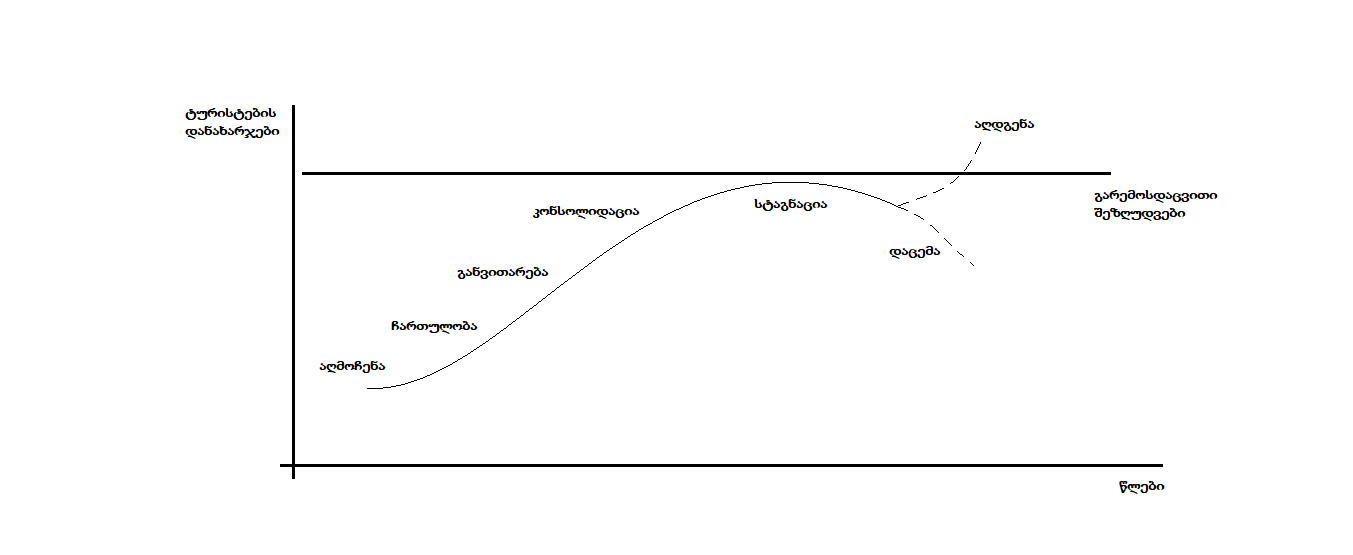 ტურისტების
დანახარჯები
აღდგენა
გარემოსდაცვითი
შეზღუდვები
სტაგნაცია
კონსოლიდაცია
დაცემა
განვითარება
ჩართულობა
აღმოჩენა
წლები